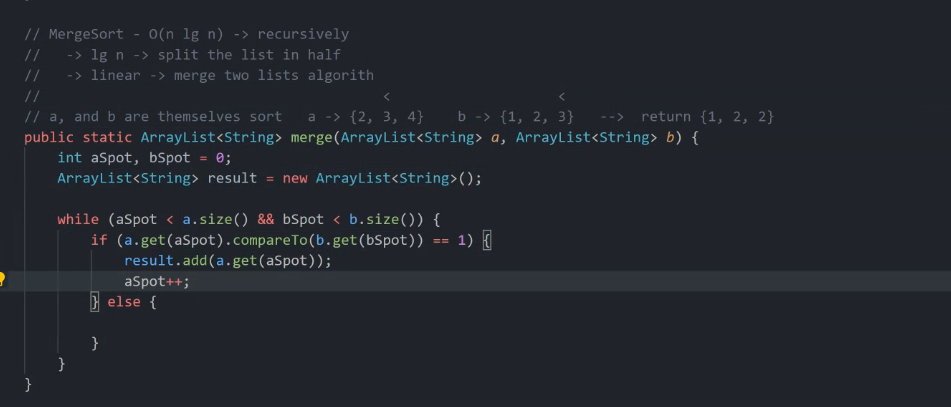 // MergeSort - O(n lg n) -> recursively
//   -> lg n -> split the list in half
//   -> linear -> merge two lists algorith
//                                         <                    <
// a, and b are themselves sort   a -> {2, 3, 4}    b -> {1, 2, 3}   -->  return {1, 2, 2}
public static ArrayList<String> merge(ArrayList<String> a, ArrayList<String> b) {
    int aSpot, bSpot = 0;
    ArrayList<String> result = new ArrayList<String>();
    while (aSpot < a.size() && bSpot < b.size()) {
        if (a.get(aSpot).compareTo(b.get(bSpot)) == 1) {
            result.add(a.get(aSpot));
            aSpot++;
        } else {
        }
    }
}